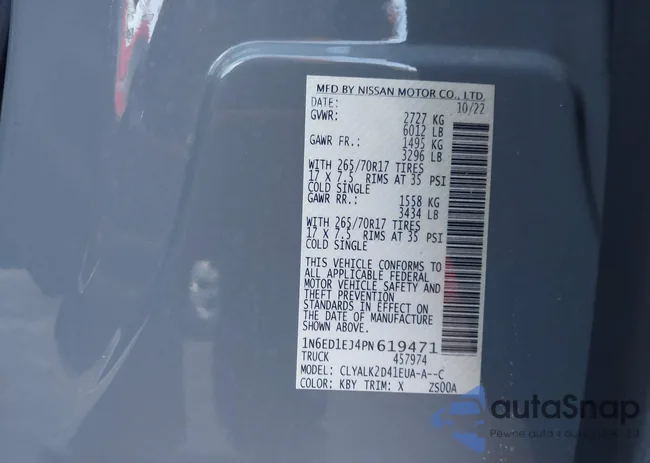 MFD BY NISSAN MOTOR CO., LTD.
DATE: 10/22
GVWR: 2727 KG
6012 LB
GAWR FR.: 1495 KG
3296 LB
WITH 265/70R17 TIRES
17 X 7.5 RIMS AT 35 PSI
COLD SINGLE
GAWR RR.: 1558 KG
3434 LB
WITH 265/70R17 TIRES
17 X 7.5 RIMS AT 35 PSI
COLD SINGLE
THIS VEHICLE CONFORMS TO
ALL APPLICABLE FEDERAL
MOTOR VEHICLE SAFETY AND
THEFT PREVENTION
STANDARDS IN EFFECT ON
THE DATE OF MANUFACTURE
SHOWN ABOVE.
1N6ED1EJ4PN619471
TRUCK 457974
MODEL: CLYALK2D41EUA-A--C
COLOR: KBY TRIM: X ZS00A
autaSnap
Pewne auta z